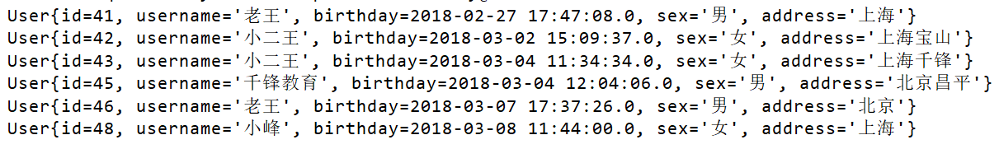 User{id=41, username='老王', birthday=2018-02-27 17:47:08.0, sex='男', address='上海'}
User{id=42, username='小二王', birthday=2018-03-02 15:09:37.0, sex='女', address='上海宝山'}
User{id=43, username='小二王', birthday=2018-03-04 11:34:34.0, sex='女', address='上海千锋'}
User{id=45, username='千锋教育', birthday=2018-03-04 12:04:06.0, sex='男', address='北京昌平'}
User{id=46, username='老王', birthday=2018-03-07 17:37:26.0, sex='男', address='北京'}
User{id=48, username='小峰', birthday=2018-03-08 11:44:00.0, sex='女', address='上海'}